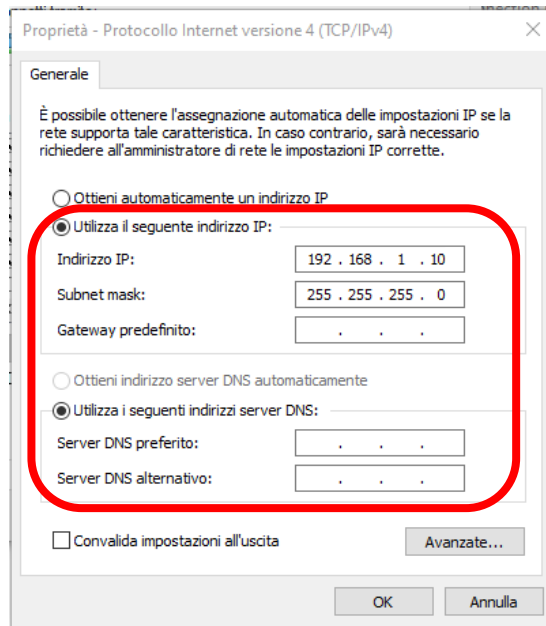 Proprietà - Protocollo Internet versione 4 (TCP/IPv4)
Generale
È possibile ottenere l'assegnazione automatica delle impostazioni IP se la
rete supporta tale caratteristica. In caso contrario, sarà necessario
richiedere all'amministratore di rete le impostazioni IP corrette.
Ottieni automaticamente un indirizzo IP
Utilizza il seguente indirizzo IP:
Indirizzo IP: 192 . 168 . 1 . 10
Subnet mask: 255 . 255 . 255 . 0
Gateway predefinito: . . .
Ottieni indirizzo server DNS automaticamente
Utilizza i seguenti indirizzi server DNS:
Server DNS preferito: . . .
Server DNS alternativo: . . .
Convalida impostazioni all'uscita
Avanzate...
OK Annulla